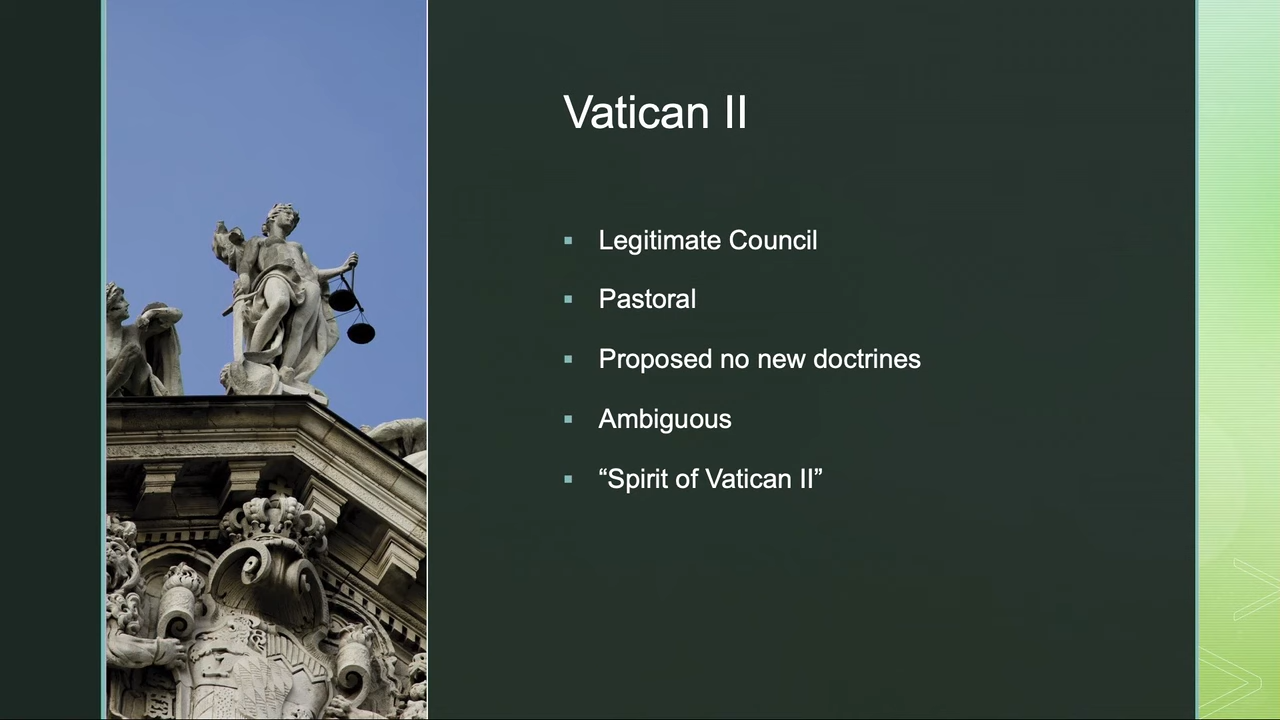 Vatican II
Legitimate Council
Pastoral
Proposed no new doctrines
Ambiguous
“Spirit of Vatican II”